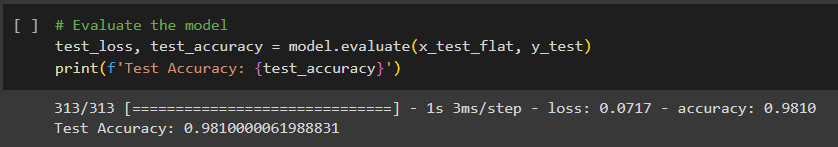 [ ] # Evaluate the model
test_loss, test_accuracy = model.evaluate(x_test_flat, y_test)
print(f'Test Accuracy: {test_accuracy}')
313/313 [==============================] - 1s 3ms/step - loss: 0.0717 - accuracy: 0.9810
Test Accuracy: 0.9810000061988831